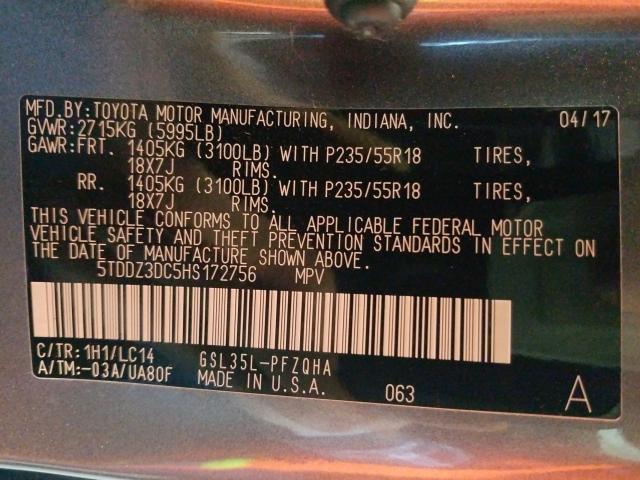 MFD.BY:TOYOTA MOTOR MANUFACTURING, INDIANA, INC. 04/17
GVWR:2715KG (5995LB)
GAWR:FRT. 1405KG (3100LB) WITH P235/55R18 TIRES,
18X7J RIMS.
RR. 1405KG (3100LB) WITH P235/55R18 TIRES,
18X7J RIMS.
THIS VEHICLE CONFORMS TO ALL APPLICABLE FEDERAL MOTOR
VEHICLE SAFETY AND THEFT PREVENTION STANDARDS IN EFFECT ON
THE DATE OF MANUFACTURE SHOWN ABOVE.
5TDDZ3DC5HS172756 MPV
C/TR:1H1/LC14 GSL35L-PFZQHA
A/TM:-03A/UA80F MADE IN U.S.A. 063 A